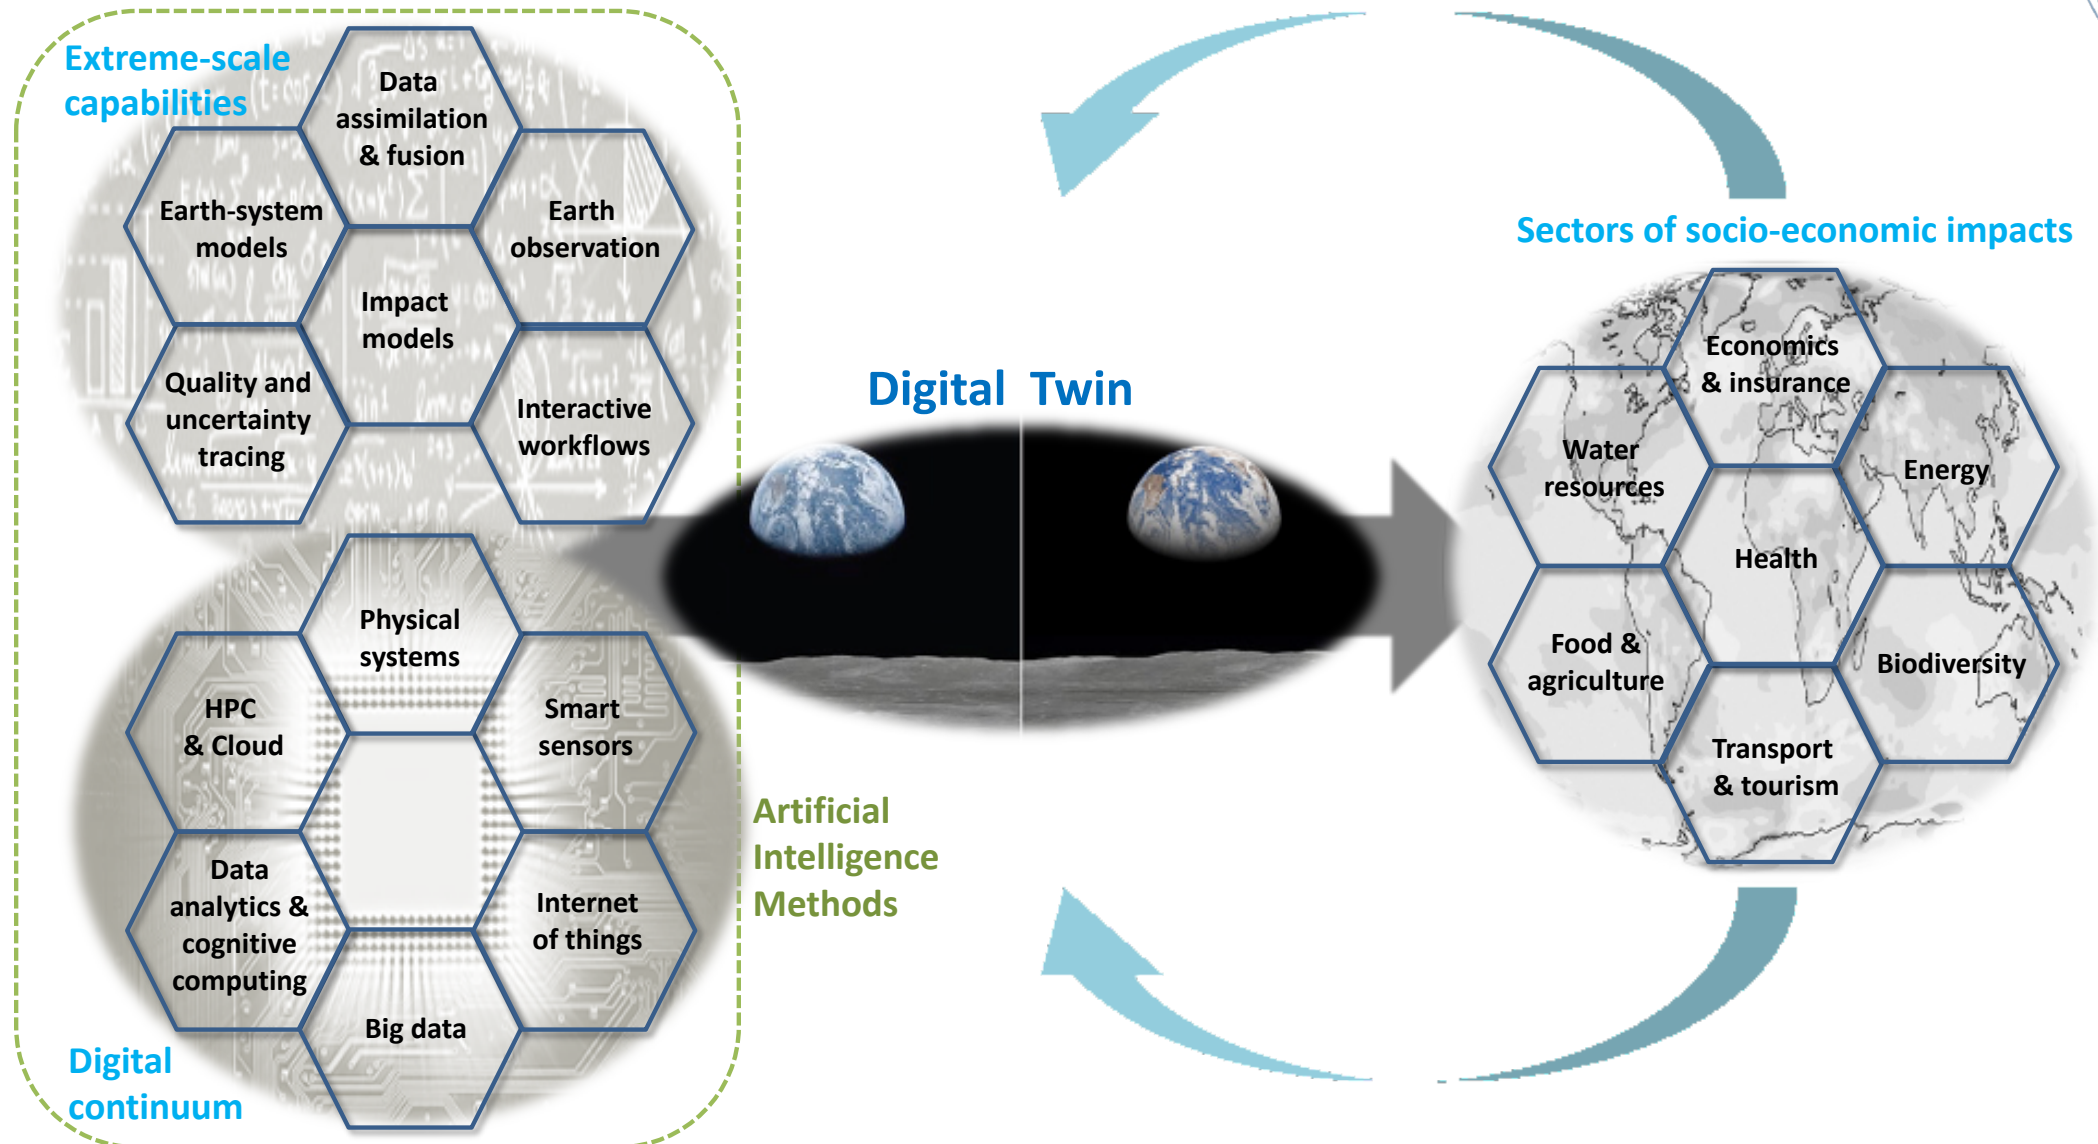 Extreme-scale
capabilities
Data
assimilation
& fusion
Earth-system
models
Earth
observation
Impact
models
Quality and
uncertainty
tracing
Interactive
workflows
Physical
systems
HPC
& Cloud
Smart
sensors
Data
analytics &
cognitive
computing
Internet
of things
Big data
Digital
continuum
Artificial
Intelligence
Methods
Digital Twin
Sectors of socio-economic impacts
Economics
& insurance
Water
resources
Energy
Health
Food &
agriculture
Biodiversity
Transport
& tourism